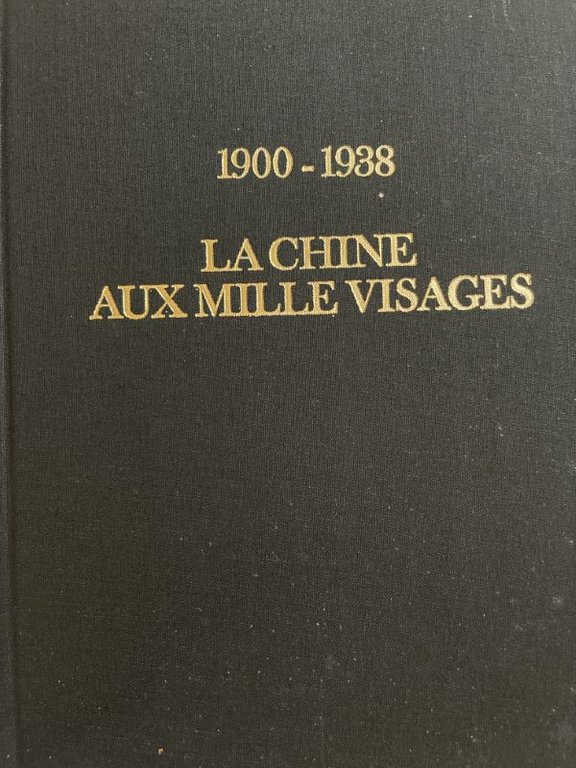 1900 - 1938
LA CHINE
AUX MILLE VISAGES